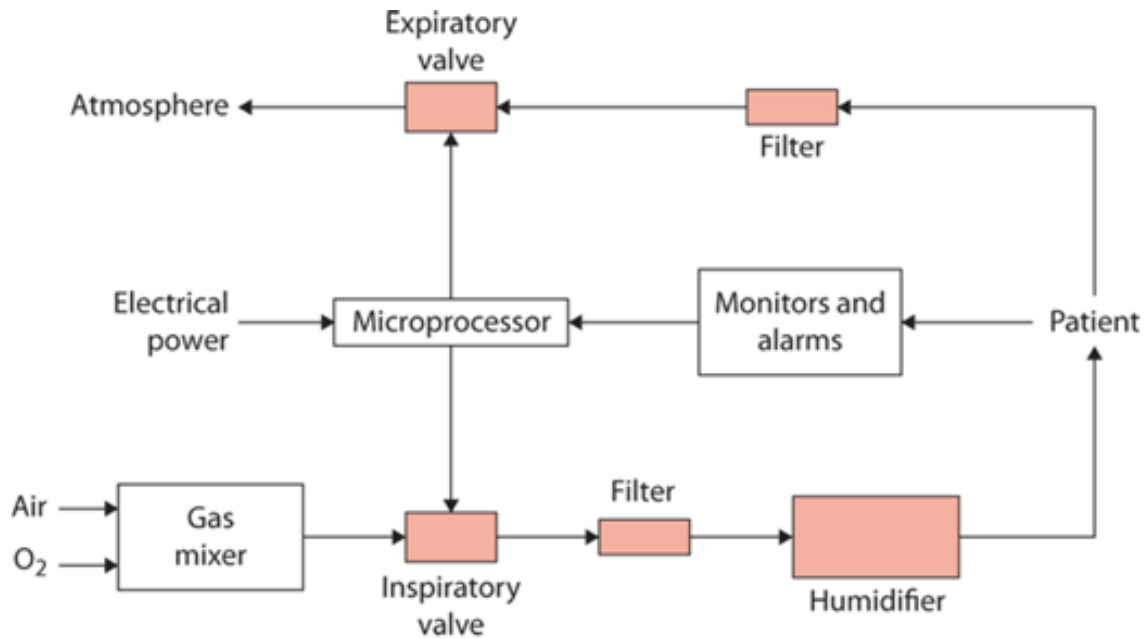 Expiratory
valve
Atmosphere
Filter
Electrical
power
Microprocessor
Monitors and
alarms
Patient
Air
O₂
Gas
mixer
Filter
Inspiratory
valve
Humidifier